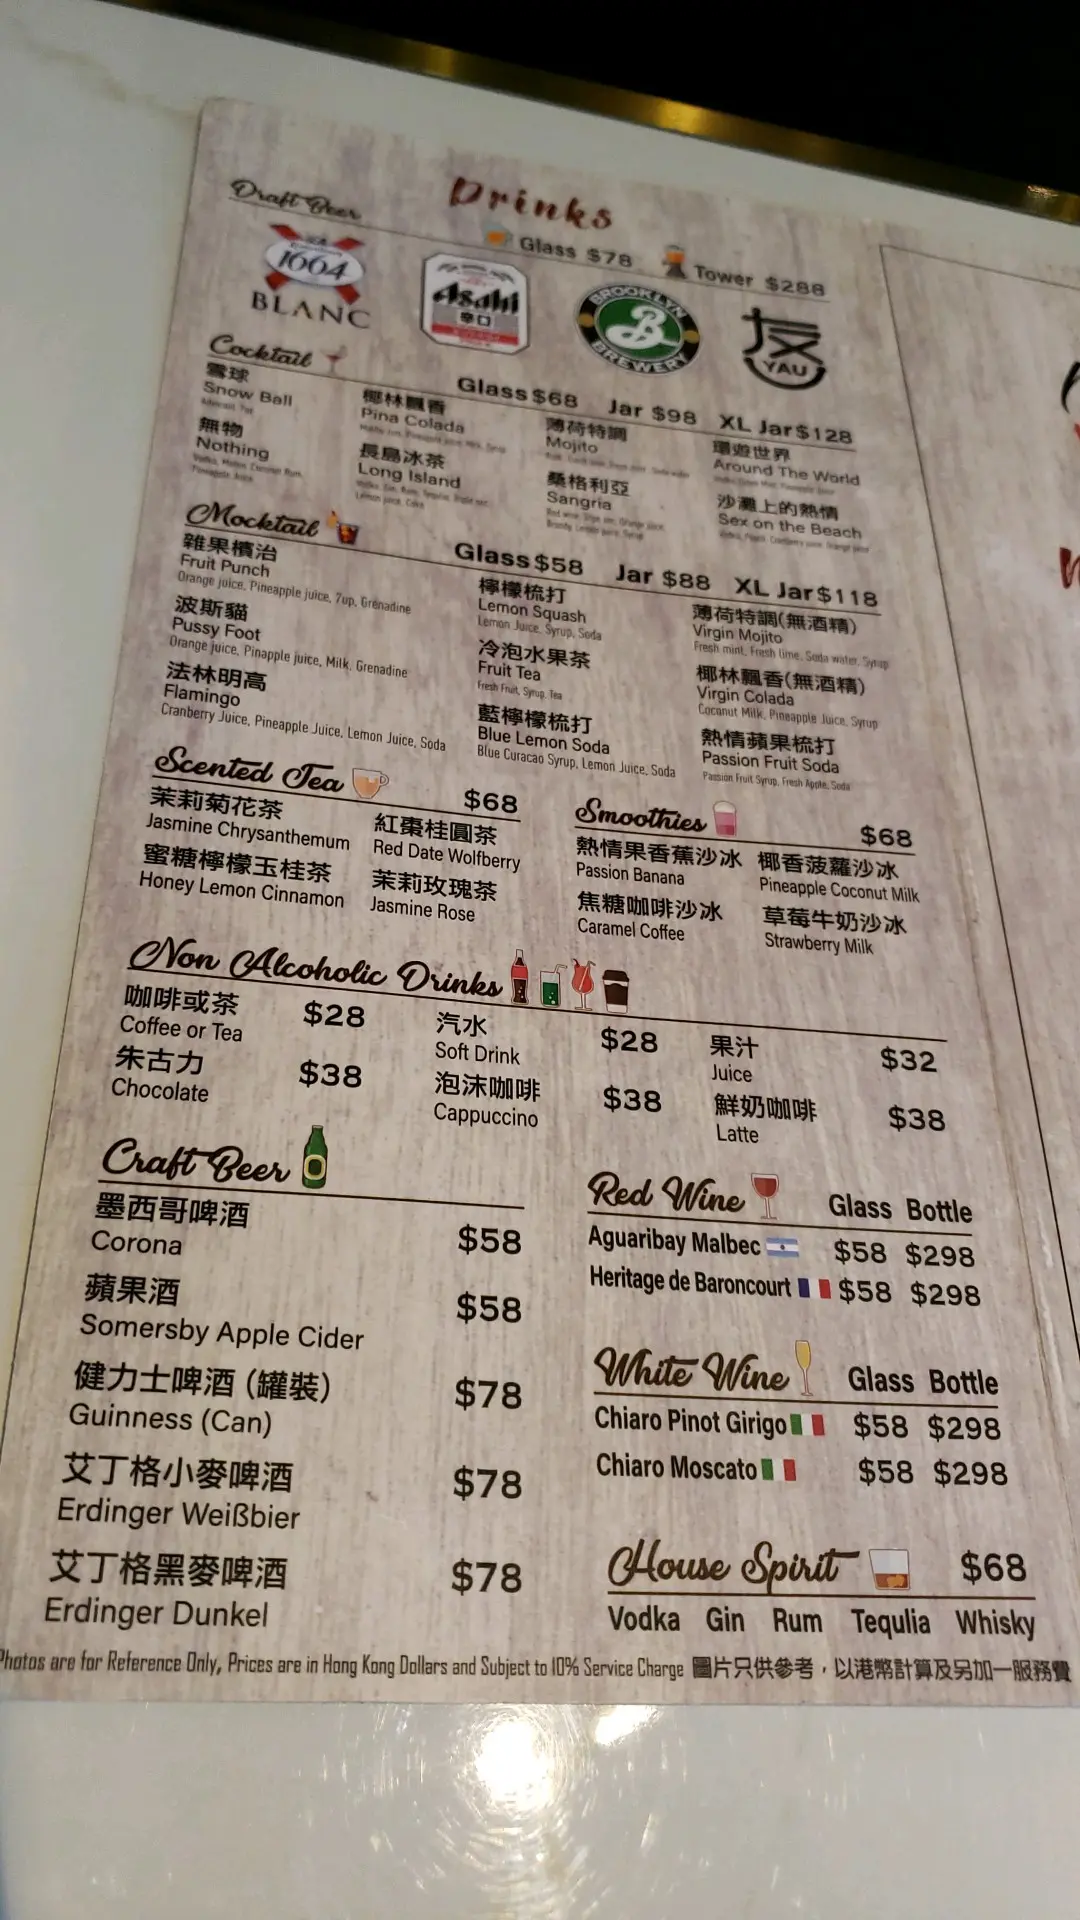 Drinks
Draft Beer
Glass $78 Tower $288
1664
BLANC
Asahi
辛口
BROOKLYN
B
BREWERY
友
YAU
Cocktail
Glass $68 Jar $98 XL Jar $128
雪球
Snow Ball
椰林飄香
Pina Colada
薄荷特調
Mojito
環遊世界
Around The World
無物
Nothing
長島冰茶
Long Island
桑格利亞
Sangria
沙灘上的熱情
Sex on the Beach
Mocktail
Glass $58 Jar $88 XL Jar $118
雜果檳治
Fruit Punch
Orange juice, Pineapple juice, 7up, Grenadine
檸檬梳打
Lemon Squash
Lemon Juice, Syrup, Soda
薄荷特調(無酒精)
Virgin Mojito
Fresh mint, Fresh lime, Soda water, Syrup
波斯貓
Pussy Foot
Orange juice, Pinapple juice, Milk, Grenadine
冷泡水果茶
Fruit Tea
Fresh Fruit, Syrup, Tea
椰林飄香(無酒精)
Virgin Colada
Coconut Milk, Pineapple Juice, Syrup
法林明高
Flamingo
Cranberry Juice, Pineapple Juice, Lemon Juice, Soda
藍檸檬梳打
Blue Lemon Soda
Blue Curacao Syrup, Lemon Juice, Soda
熱情蘋果梳打
Passion Fruit Soda
Passion Fruit Syrup, Fresh Apple, Soda
Scented Tea $68
茉莉菊花茶
Jasmine Chrysanthemum
紅棗桂圓茶
Red Date Wolfberry
蜜糖檸檬玉桂茶
Honey Lemon Cinnamon
茉莉玫瑰茶
Jasmine Rose
Smoothies $68
熱情果香蕉沙冰
Passion Banana
椰香菠蘿沙冰
Pineapple Coconut Milk
焦糖咖啡沙冰
Caramel Coffee
草莓牛奶沙冰
Strawberry Milk
Non Alcoholic Drinks
咖啡或茶 $28
Coffee or Tea
汽水 $28
Soft Drink
果汁 $32
Juice
朱古力 $38
Chocolate
泡沫咖啡 $38
Cappuccino
鮮奶咖啡 $38
Latte
Craft Beer
墨西哥啤酒
Corona $58
蘋果酒
Somersby Apple Cider $58
健力士啤酒 (罐裝)
Guinness (Can) $78
艾丁格小麥啤酒
Erdinger Weißbier $78
艾丁格黑麥啤酒
Erdinger Dunkel $78
Red Wine Glass Bottle
Aguaribay Malbec $58 $298
Heritage de Baroncourt $58 $298
White Wine Glass Bottle
Chiaro Pinot Girigo $58 $298
Chiaro Moscato $58 $298
House Spirit $68
Vodka Gin Rum Tequlia Whisky
Photos are for Reference Only, Prices are in Hong Kong Dollars and Subject to 10% Service Charge 圖片只供參考，以港幣計算及另加一服務費